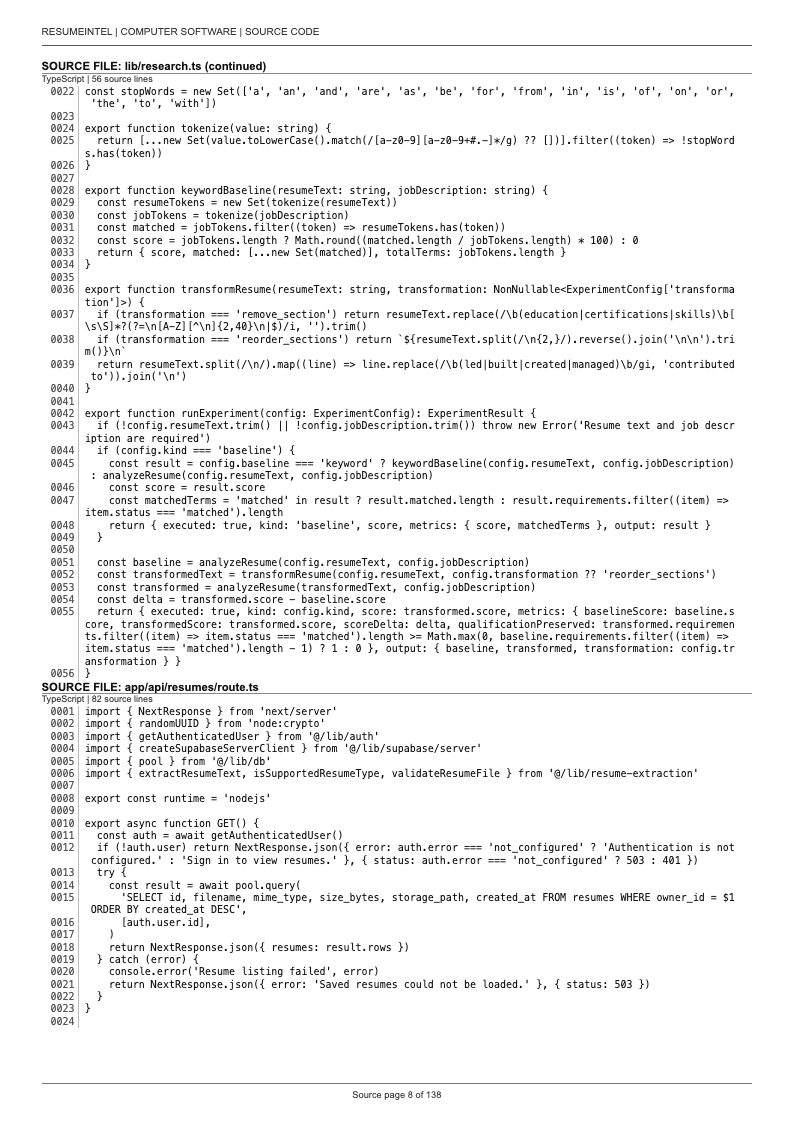 RESUMEINTEL | COMPUTER SOFTWARE | SOURCE CODE
SOURCE FILE: lib/research.ts (continued)
TypeScript | 56 source lines
0022 const stopWords = new Set(['a', 'an', 'and', 'are', 'as', 'be', 'for', 'from', 'in', 'is', 'of', 'on', 'or',
 'the', 'to', 'with'])
0023
0024 export function tokenize(value: string) {
0025   return [...new Set(value.toLowerCase().match(/[a-z0-9][a-z0-9+#.-]*/g) ?? [])].filter((token) => !stopWord
s.has(token))
0026 }
0027
0028 export function keywordBaseline(resumeText: string, jobDescription: string) {
0029   const resumeTokens = new Set(tokenize(resumeText))
0030   const jobTokens = tokenize(jobDescription)
0031   const matched = jobTokens.filter((token) => resumeTokens.has(token))
0032   const score = jobTokens.length ? Math.round((matched.length / jobTokens.length) * 100) : 0
0033   return { score, matched: [...new Set(matched)], totalTerms: jobTokens.length }
0034 }
0035
0036 export function transformResume(resumeText: string, transformation: NonNullable<ExperimentConfig['transforma
tion']>) {
0037   if (transformation === 'remove_section') return resumeText.replace(/\b(education|certifications|skills)\b[
\s\S]*?(?=\n[A-Z][^\n]{2,40}\n|$)/i, '').trim()
0038   if (transformation === 'reorder_sections') return `${resumeText.split(/\n{2,}/).reverse().join('\n\n').tri
m()}\n`
0039   return resumeText.split(/\n/).map((line) => line.replace(/\b(led|built|created|managed)\b/gi, 'contributed
 to')).join('\n')
0040 }
0041
0042 export function runExperiment(config: ExperimentConfig): ExperimentResult {
0043   if (!config.resumeText.trim() || !config.jobDescription.trim()) throw new Error('Resume text and job descr
iption are required')
0044   if (config.kind === 'baseline') {
0045     const result = config.baseline === 'keyword' ? keywordBaseline(config.resumeText, config.jobDescription)
 : analyzeResume(config.resumeText, config.jobDescription)
0046     const score = result.score
0047     const matchedTerms = 'matched' in result ? result.matched.length : result.requirements.filter((item) =>
item.status === 'matched').length
0048     return { executed: true, kind: 'baseline', score, metrics: { score, matchedTerms }, output: result }
0049   }
0050
0051   const baseline = analyzeResume(config.resumeText, config.jobDescription)
0052   const transformedText = transformResume(config.resumeText, config.transformation ?? 'reorder_sections')
0053   const transformed = analyzeResume(transformedText, config.jobDescription)
0054   const delta = transformed.score - baseline.score
0055   return { executed: true, kind: config.kind, score: transformed.score, metrics: { baselineScore: baseline.s
core, transformedScore: transformed.score, scoreDelta: delta, qualificationPreserved: transformed.requiremen
ts.filter((item) => item.status === 'matched').length >= Math.max(0, baseline.requirements.filter((item) =>
item.status === 'matched').length - 1) ? 1 : 0 }, output: { baseline, transformed, transformation: config.tr
ansformation } }
0056 }
SOURCE FILE: app/api/resumes/route.ts
TypeScript | 82 source lines
0001 import { NextResponse } from 'next/server'
0002 import { randomUUID } from 'node:crypto'
0003 import { getAuthenticatedUser } from '@/lib/auth'
0004 import { createSupabaseServerClient } from '@/lib/supabase/server'
0005 import { pool } from '@/lib/db'
0006 import { extractResumeText, isSupportedResumeType, validateResumeFile } from '@/lib/resume-extraction'
0007
0008 export const runtime = 'nodejs'
0009
0010 export async function GET() {
0011   const auth = await getAuthenticatedUser()
0012   if (!auth.user) return NextResponse.json({ error: auth.error === 'not_configured' ? 'Authentication is not
 configured.' : 'Sign in to view resumes.' }, { status: auth.error === 'not_configured' ? 503 : 401 })
0013   try {
0014     const result = await pool.query(
0015       'SELECT id, filename, mime_type, size_bytes, storage_path, created_at FROM resumes WHERE owner_id = $1
 ORDER BY created_at DESC',
0016       [auth.user.id],
0017     )
0018     return NextResponse.json({ resumes: result.rows })
0019   } catch (error) {
0020     console.error('Resume listing failed', error)
0021     return NextResponse.json({ error: 'Saved resumes could not be loaded.' }, { status: 503 })
0022   }
0023 }
0024
Source page 8 of 138